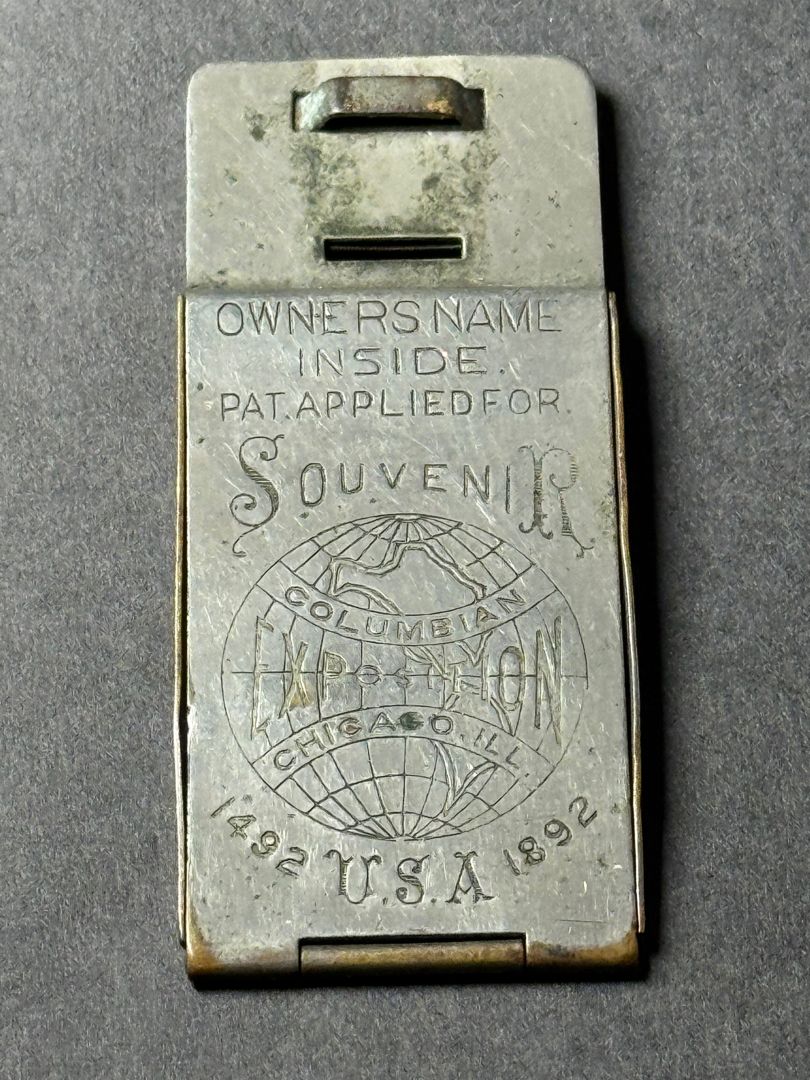 OWNERS NAME
INSIDE.
PAT. APPLIED FOR.
SOUVENIR
COLUMBIAN
EXPOSITION
CHICAGO, ILL.
1492 U.S.A 1892